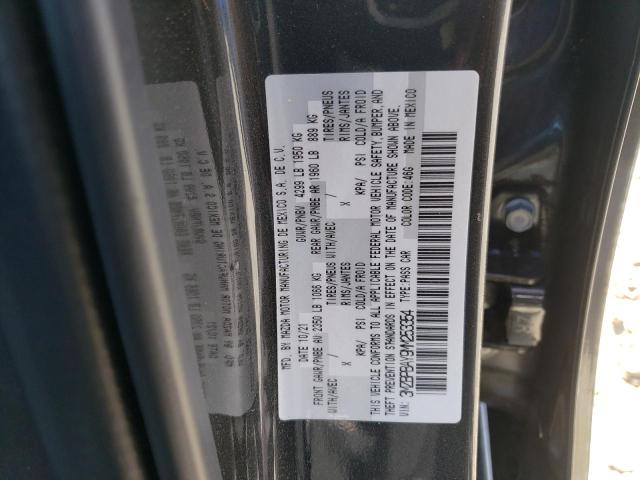 MFD. BY MAZDA MOTOR MANUFACTURING DE MEXICO S.A. DE C.V.
DATE 10/21 GVWR/PNBV 4299 LB 1950 KG
FRONT GAWR/PNBE AV 2350 LB 1066 KG REAR GAWR/PNBE AR 1960 LB 889 KG
WITH/AVEC / TIRES/PNEUS WITH/AVEC / TIRES/PNEUS
X RIMS/JANTES X RIMS/JANTES
KPA/ PSI COLD/A FROID KPA/ PSI COLD/A FROID
THIS VEHICLE CONFORMS TO ALL APPLICABLE FEDERAL MOTOR VEHICLE SAFETY, BUMPER, AND
THEFT PREVENTION STANDARDS IN EFFECT ON THE DATE OF MANUFACTURE SHOWN ABOVE.
VIN: 3MZBPBAY9MM253354 TYPE:PASS CAR COLOR CODE:46G MADE IN MEXICO